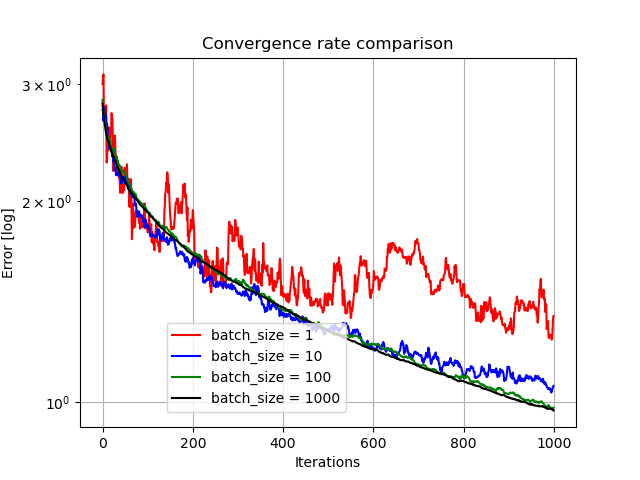 Convergence rate comparison
3 × 10⁰
2 × 10⁰
10⁰
Error [log]
batch_size = 1
batch_size = 10
batch_size = 100
batch_size = 1000
0 200 400 600 800 1000
Iterations